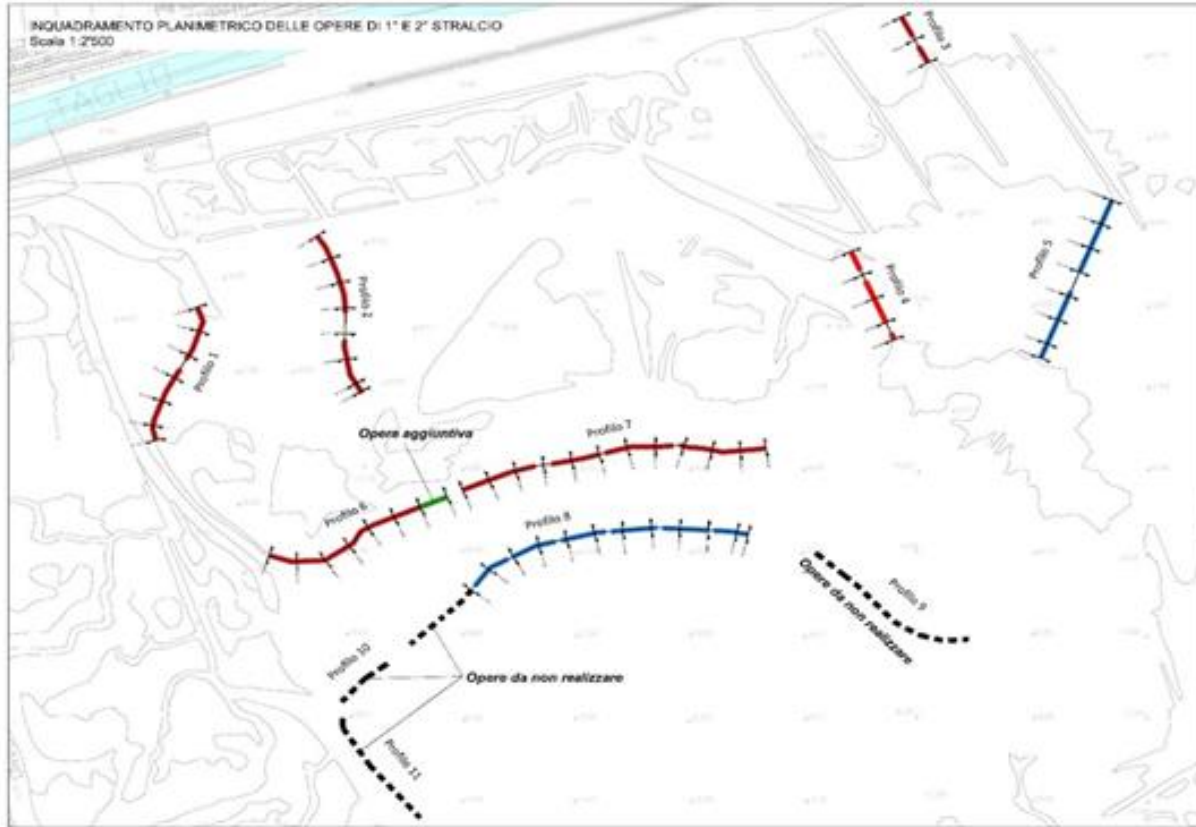 INQUADRAMENTO PLANIMETRICO DELLE OPERE DI 1° E 2° STRALCIO
Scala 1:2'500
TAGLIO
Profilo 3
Profilo 5
Profilo 4
Profilo 2
Profilo 1
Opera aggiuntiva
Profilo 7
Profilo 6
Profilo 8
Profilo 9
Opere da non realizzare
Profilo 10
Opere da non realizzare
Profilo 11